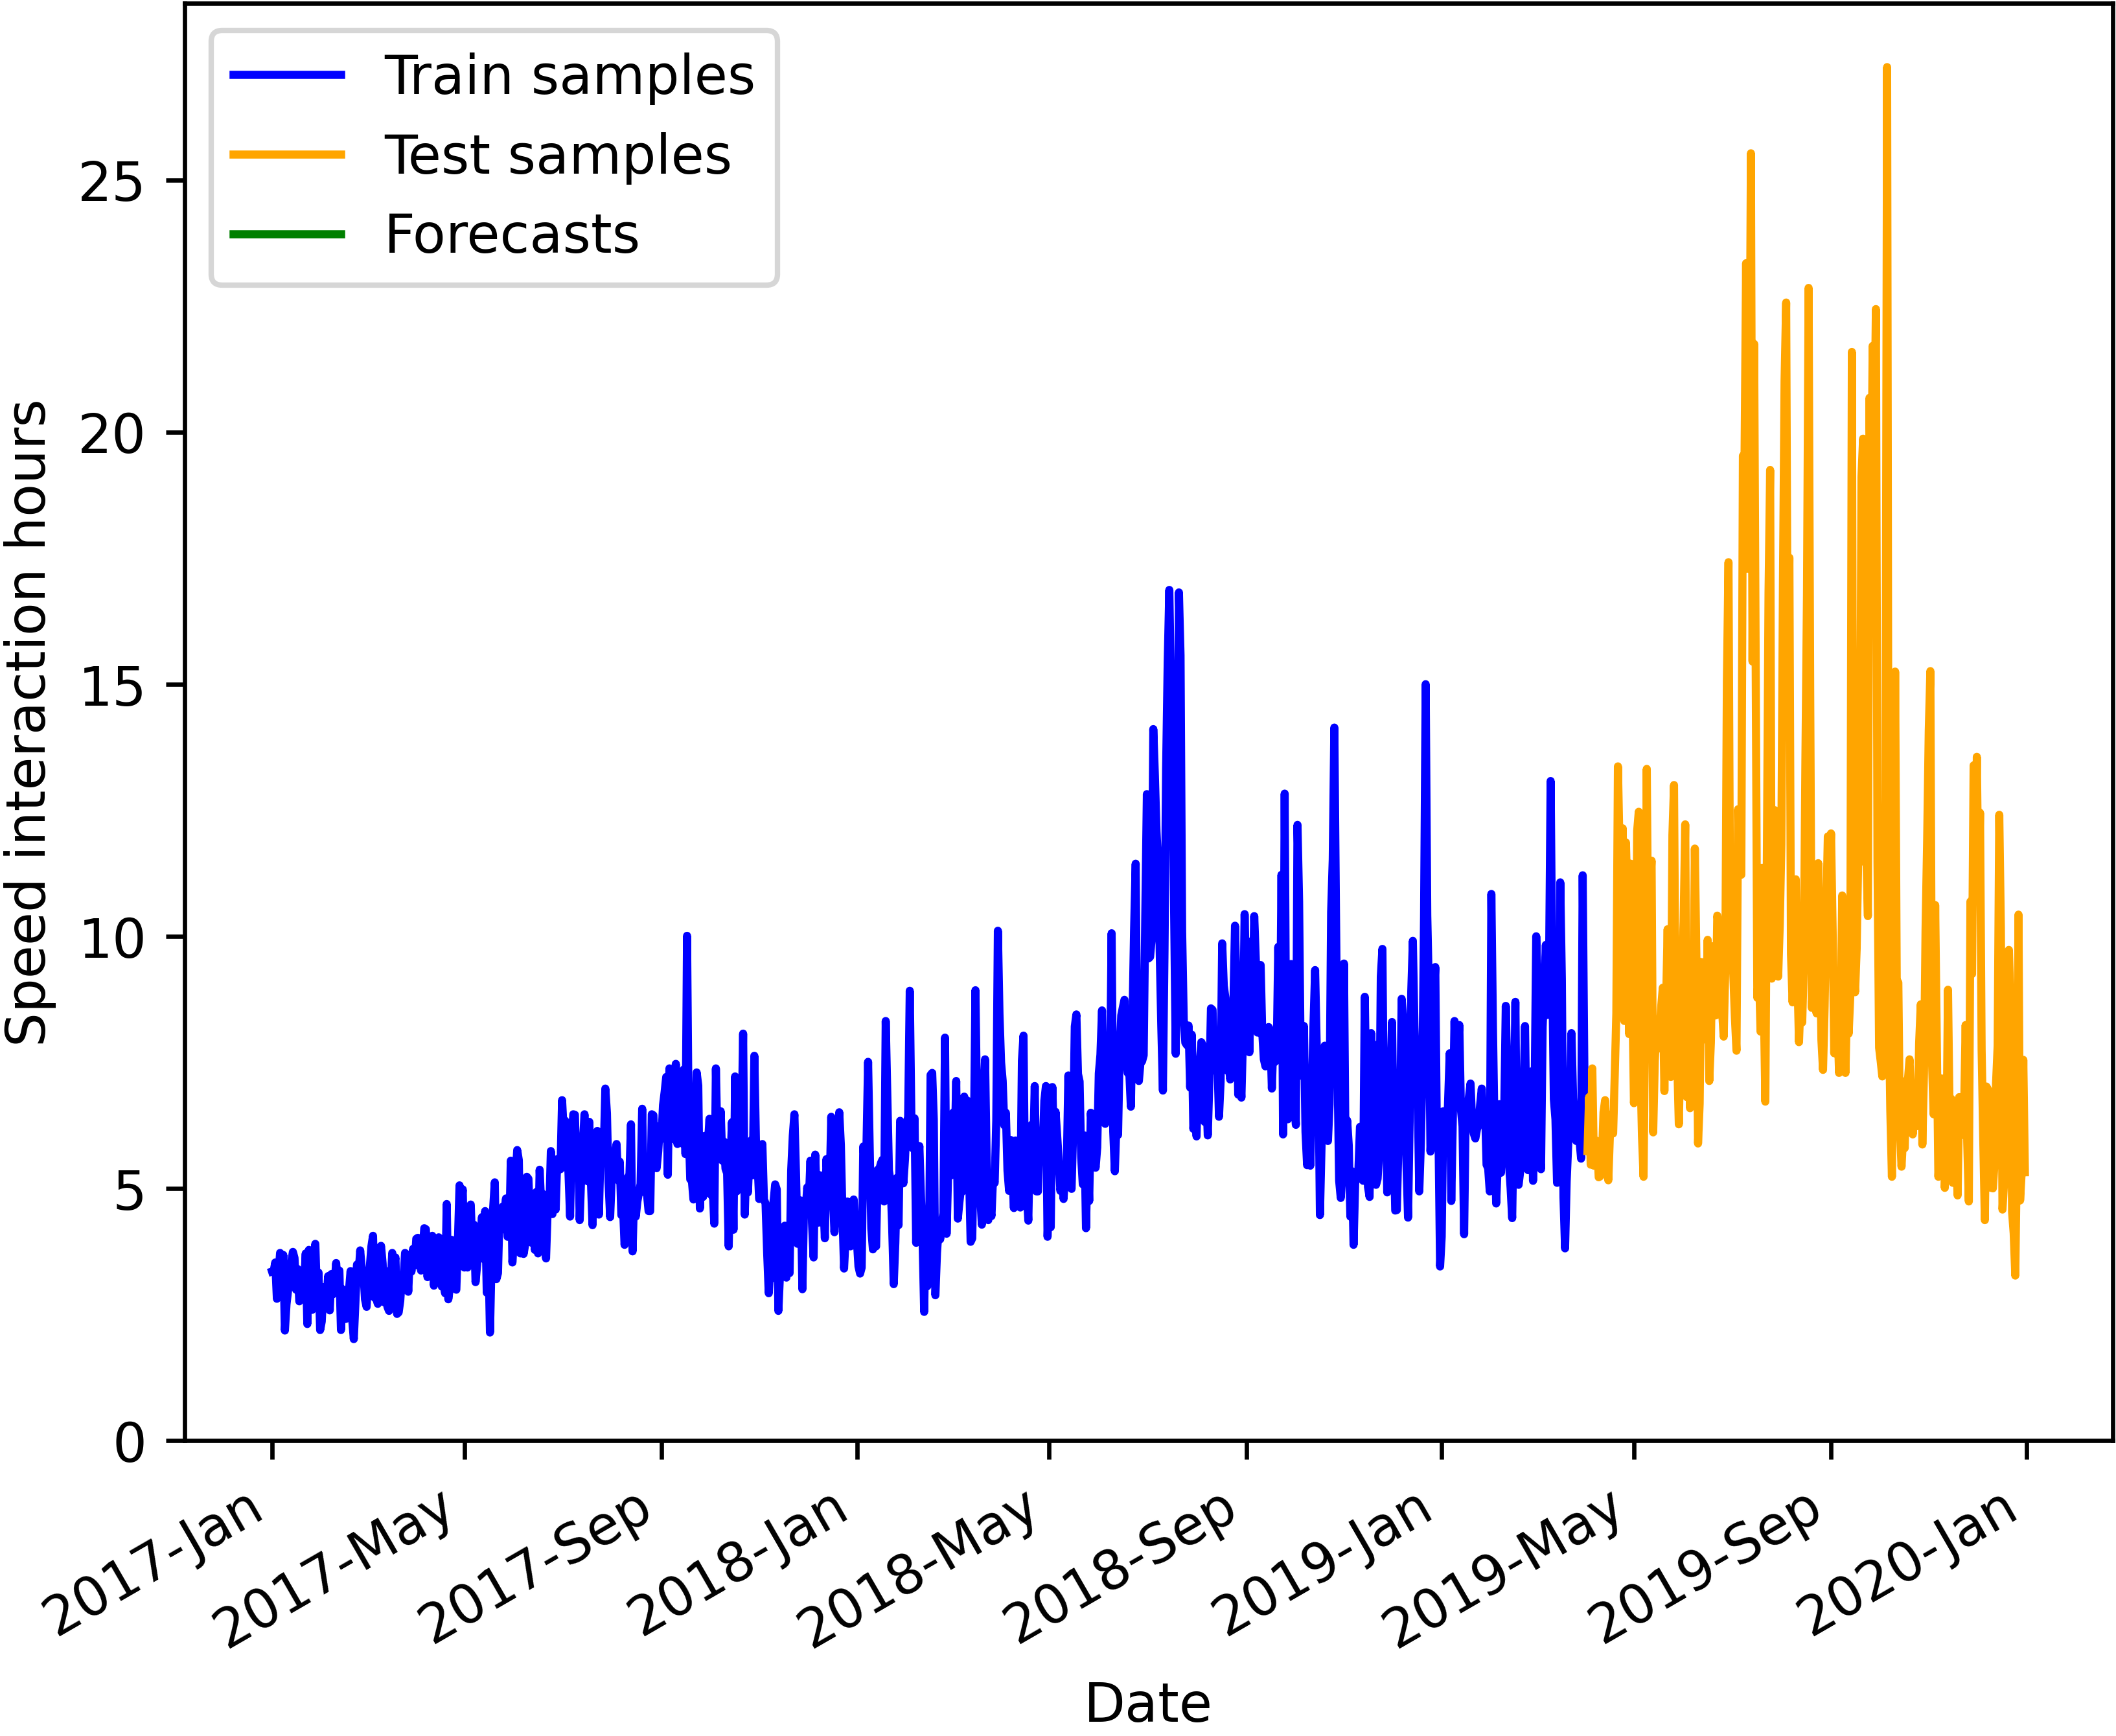 Train samples
Test samples
Forecasts
25
20
15
10
5
0
Speed interaction hours
2017-Jan
2017-May
2017-Sep
2018-Jan
2018-May
2018-Sep
2019-Jan
2019-May
2019-Sep
2020-Jan
Date